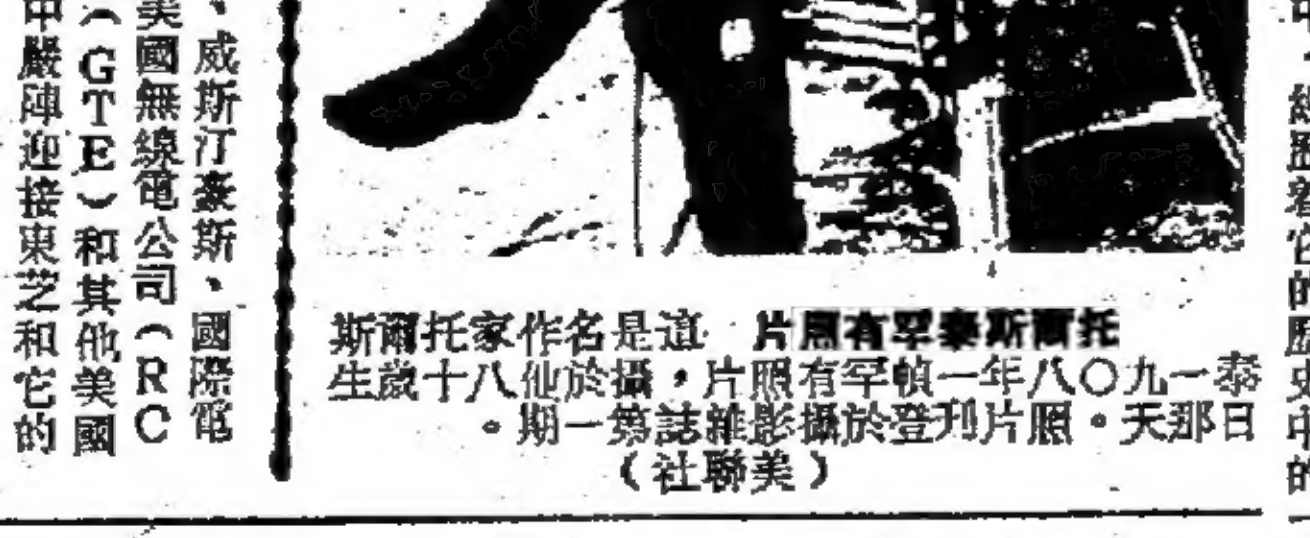 托爾斯泰罕有照片 這是名作家托爾斯
泰一九〇八年一幀罕有照片，攝於他八十歲生
日那天。照片刊登於攝影雜誌第一期。
（美聯社）
、威斯汀豪斯、國際電
美國無線電公司（RC
（GTE）和其他美國
中嚴陣迎接東芝和它的